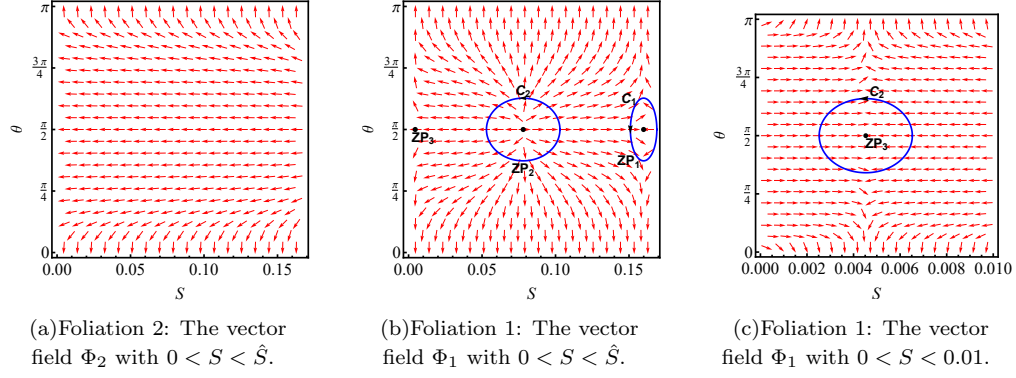 π
3π/4
θ
π/2
π/4
0
0.00 0.05 0.10 0.15
S
(a)Foliation 2: The vector
field Φ₂ with 0 < S < Ŝ.
π
3π/4
θ
π/2
π/4
0
C₂
C₁
ZP₃
ZP₂
ZP₁
0.00 0.05 0.10 0.15
S
(b)Foliation 1: The vector
field Φ₁ with 0 < S < Ŝ.
π
3π/4
θ
π/2
π/4
0
C₂
ZP₃
0.000 0.002 0.004 0.006 0.008 0.010
S
(c)Foliation 1: The vector
field Φ₁ with 0 < S < 0.01.